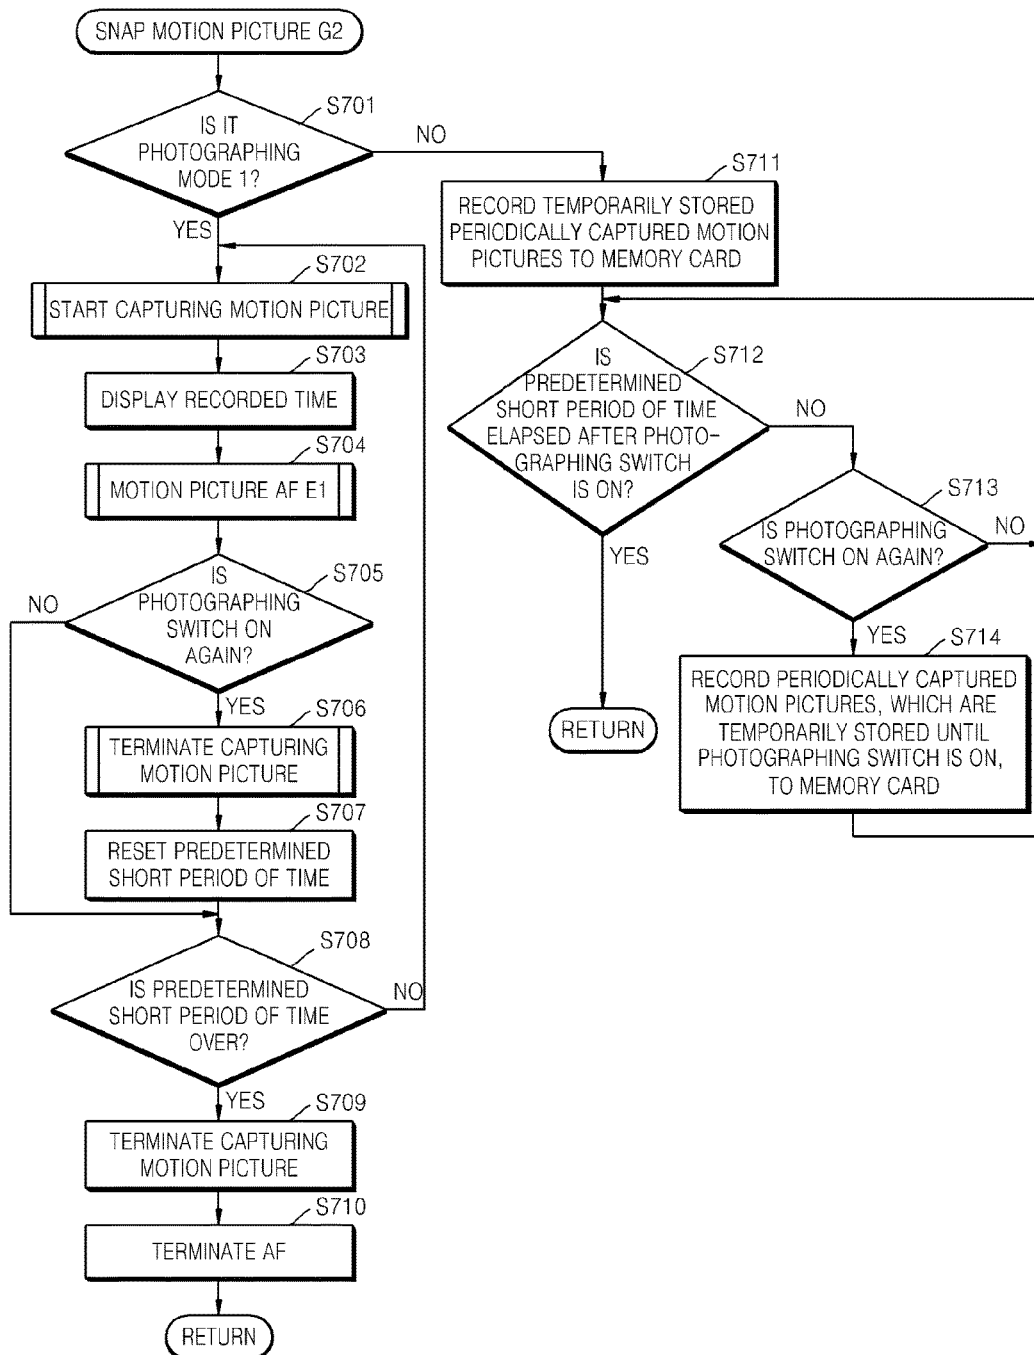 SNAP MOTION PICTURE G2
S701
IS IT
PHOTOGRAPHING
MODE 1?
NO
YES
S702
START CAPTURING MOTION PICTURE
S703
DISPLAY RECORDED TIME
S704
MOTION PICTURE AF E1
S705
IS
PHOTOGRAPHING
SWITCH ON
AGAIN?
NO
YES
S706
TERMINATE CAPTURING
MOTION PICTURE
S707
RESET PREDETERMINED
SHORT PERIOD OF TIME
S708
IS PREDETERMINED
SHORT PERIOD OF TIME
OVER?
NO
YES
S709
TERMINATE CAPTURING
MOTION PICTURE
S710
TERMINATE AF
RETURN
S711
RECORD TEMPORARILY STORED
PERIODICALLY CAPTURED MOTION
PICTURES TO MEMORY CARD
S712
IS
PREDETERMINED
SHORT PERIOD OF TIME
ELAPSED AFTER PHOTO-
GRAPHING SWITCH
IS ON?
NO
YES
RETURN
S713
IS PHOTOGRAPHING
SWITCH ON AGAIN?
NO
YES
S714
RECORD PERIODICALLY CAPTURED
MOTION PICTURES, WHICH ARE
TEMPORARILY STORED UNTIL
PHOTOGRAPHING SWITCH IS ON,
TO MEMORY CARD